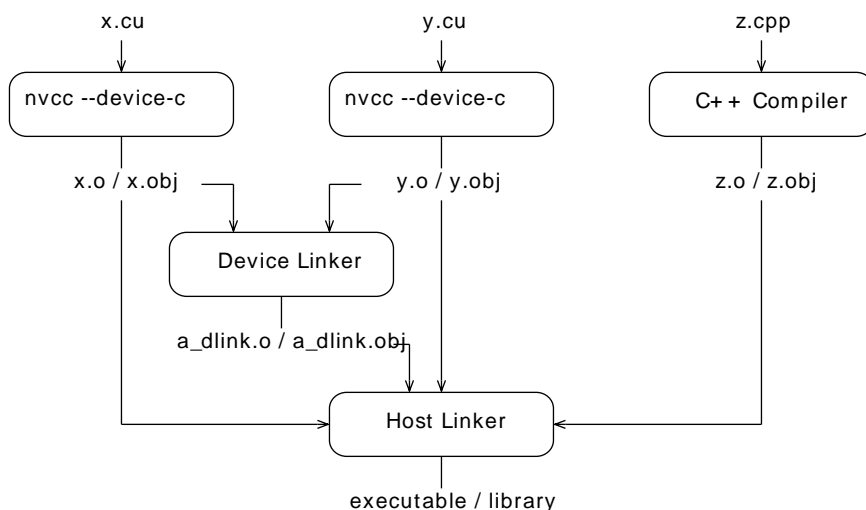 x.cu y.cu z.cpp
nvcc --device-c nvcc --device-c C++ Compiler
x.o / x.obj y.o / y.obj z.o / z.obj
Device Linker
a_dlink.o / a_dlink.obj
Host Linker
executable / library